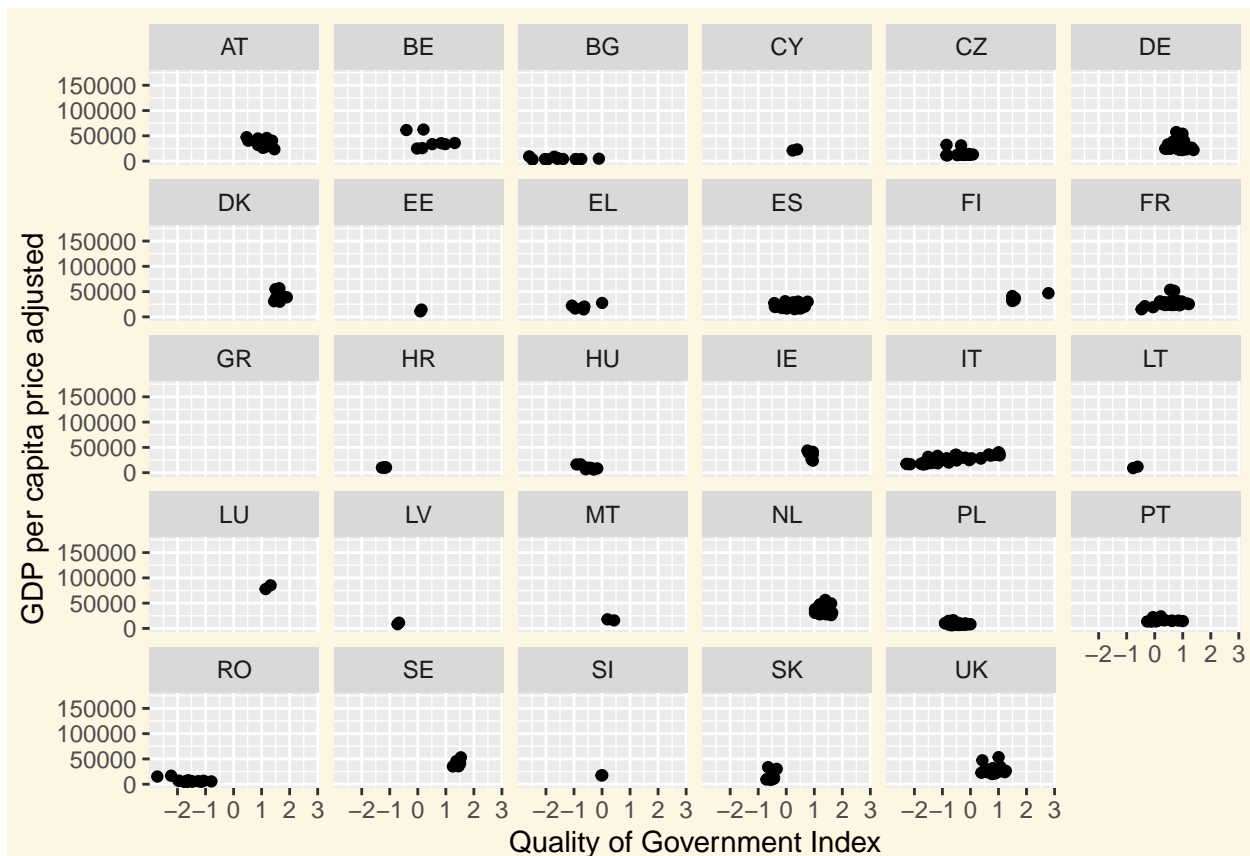 AT BE BG CY CZ DE
150000
100000
50000
0
DK EE EL ES FI FR
150000
100000
50000
0
GR HR HU IE IT LT
150000
100000
50000
0
LU LV MT NL PL PT
150000
100000
50000
0
−2 −1 0 1 2 3
RO SE SI SK UK
150000
100000
50000
0
−2 −1 0 1 2 3 −2 −1 0 1 2 3 −2 −1 0 1 2 3 −2 −1 0 1 2 3 −2 −1 0 1 2 3
Quality of Government Index
GDP per capita price adjusted